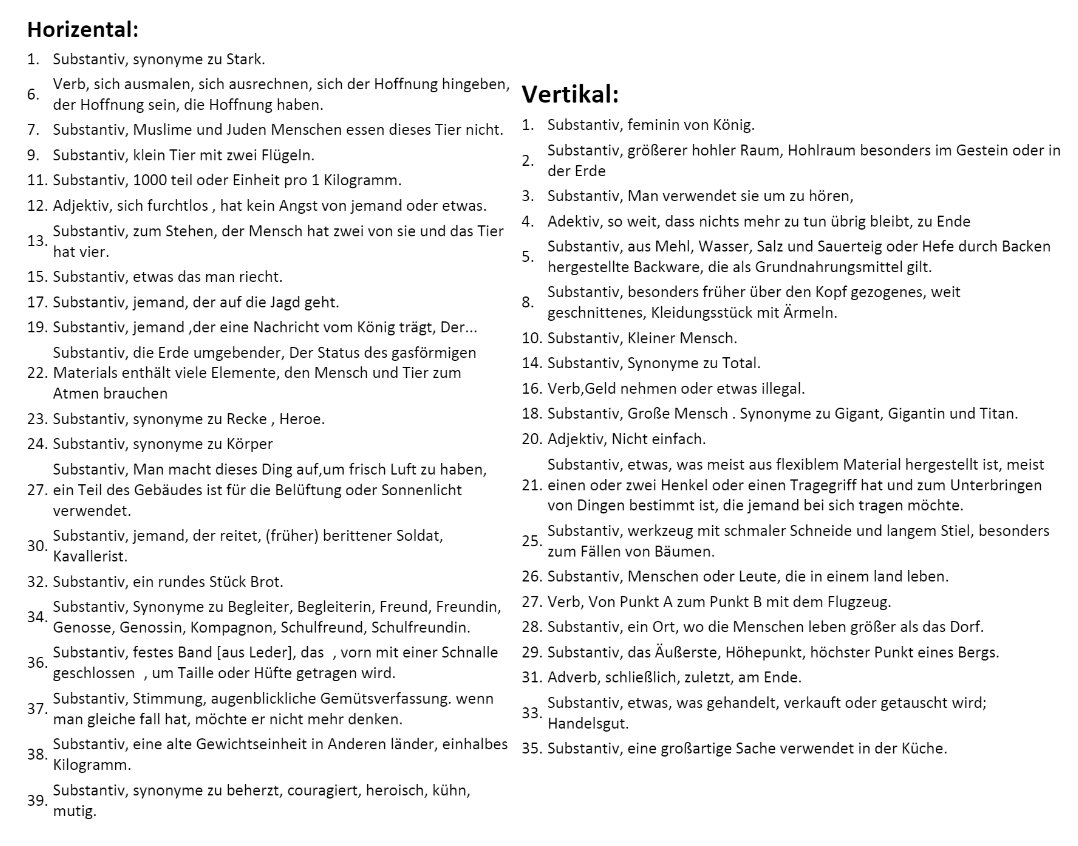 Horizental:
1. Substantiv, synonyme zu Stark.
6. Verb, sich ausmalen, sich ausrechnen, sich der Hoffnung hingeben,
der Hoffnung sein, die Hoffnung haben.
7. Substantiv, Muslime und Juden Menschen essen dieses Tier nicht.
9. Substantiv, klein Tier mit zwei Flügeln.
11. Substantiv, 1000 teil oder Einheit pro 1 Kilogramm.
12. Adjektiv, sich furchtlos , hat kein Angst von jemand oder etwas.
13. Substantiv, zum Stehen, der Mensch hat zwei von sie und das Tier
hat vier.
15. Substantiv, etwas das man riecht.
17. Substantiv, jemand, der auf die Jagd geht.
19. Substantiv, jemand ,der eine Nachricht vom König trägt, Der...
22. Substantiv, die Erde umgebender, Der Status des gasförmigen
Materials enthält viele Elemente, den Mensch und Tier zum
Atmen brauchen
23. Substantiv, synonyme zu Recke , Heroe.
24. Substantiv, synonyme zu Körper
27. Substantiv, Man macht dieses Ding auf,um frisch Luft zu haben,
ein Teil des Gebäudes ist für die Belüftung oder Sonnenlicht
verwendet.
30. Substantiv, jemand, der reitet, (früher) berittener Soldat,
Kavallerist.
32. Substantiv, ein rundes Stück Brot.
34. Substantiv, Synonyme zu Begleiter, Begleiterin, Freund, Freundin,
Genosse, Genossin, Kompagnon, Schulfreund, Schulfreundin.
36. Substantiv, festes Band [aus Leder], das , vorn mit einer Schnalle
geschlossen , um Taille oder Hüfte getragen wird.
37. Substantiv, Stimmung, augenblickliche Gemütsverfassung. wenn
man gleiche fall hat, möchte er nicht mehr denken.
38. Substantiv, eine alte Gewichtseinheit in Anderen länder, einhalbes
Kilogramm.
39. Substantiv, synonyme zu beherzt, couragiert, heroisch, kühn,
mutig.
Vertikal:
1. Substantiv, feminin von König.
2. Substantiv, größerer hohler Raum, Hohlraum besonders im Gestein oder in
der Erde
3. Substantiv, Man verwendet sie um zu hören,
4. Adektiv, so weit, dass nichts mehr zu tun übrig bleibt, zu Ende
5. Substantiv, aus Mehl, Wasser, Salz und Sauerteig oder Hefe durch Backen
hergestellte Backware, die als Grundnahrungsmittel gilt.
8. Substantiv, besonders früher über den Kopf gezogenes, weit
geschnittenes, Kleidungsstück mit Ärmeln.
10. Substantiv, Kleiner Mensch.
14. Substantiv, Synonyme zu Total.
16. Verb,Geld nehmen oder etwas illegal.
18. Substantiv, Große Mensch . Synonyme zu Gigant, Gigantin und Titan.
20. Adjektiv, Nicht einfach.
21. Substantiv, etwas, was meist aus flexiblem Material hergestellt ist, meist
einen oder zwei Henkel oder einen Tragegriff hat und zum Unterbringen
von Dingen bestimmt ist, die jemand bei sich tragen möchte.
25. Substantiv, werkzeug mit schmaler Schneide und langem Stiel, besonders
zum Fällen von Bäumen.
26. Substantiv, Menschen oder Leute, die in einem land leben.
27. Verb, Von Punkt A zum Punkt B mit dem Flugzeug.
28. Substantiv, ein Ort, wo die Menschen leben größer als das Dorf.
29. Substantiv, das Äußerste, Höhepunkt, höchster Punkt eines Bergs.
31. Adverb, schließlich, zuletzt, am Ende.
33. Substantiv, etwas, was gehandelt, verkauft oder getauscht wird;
Handelsgut.
35. Substantiv, eine großartige Sache verwendet in der Küche.